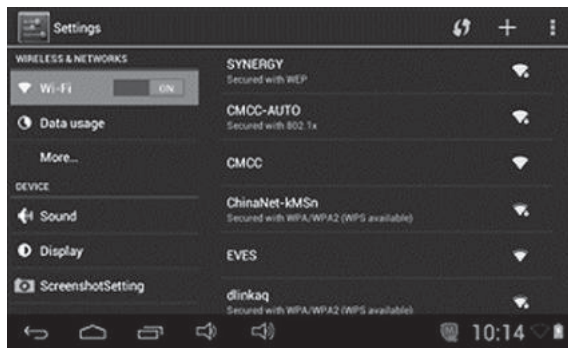 Settings
WIRELESS & NETWORKS
Wi-Fi
ON
Data usage
More...
DEVICE
Sound
Display
ScreenshotSetting
SYNERGY
Secured with WEP
CMCC-AUTO
Secured with 802.1x
CMCC
ChinaNet-kMSn
Secured with WPA/WPA2 (WPS available)
EVES
dlinkaq
Secured with WPA/WPA2 (WPS available)
10:14